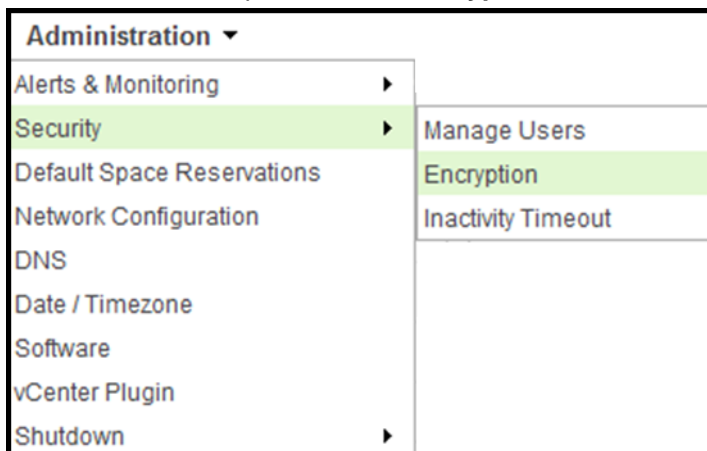 Administration
Alerts & Monitoring
Security
Manage Users
Default Space Reservations
Encryption
Network Configuration
Inactivity Timeout
DNS
Date / Timezone
Software
vCenter Plugin
Shutdown